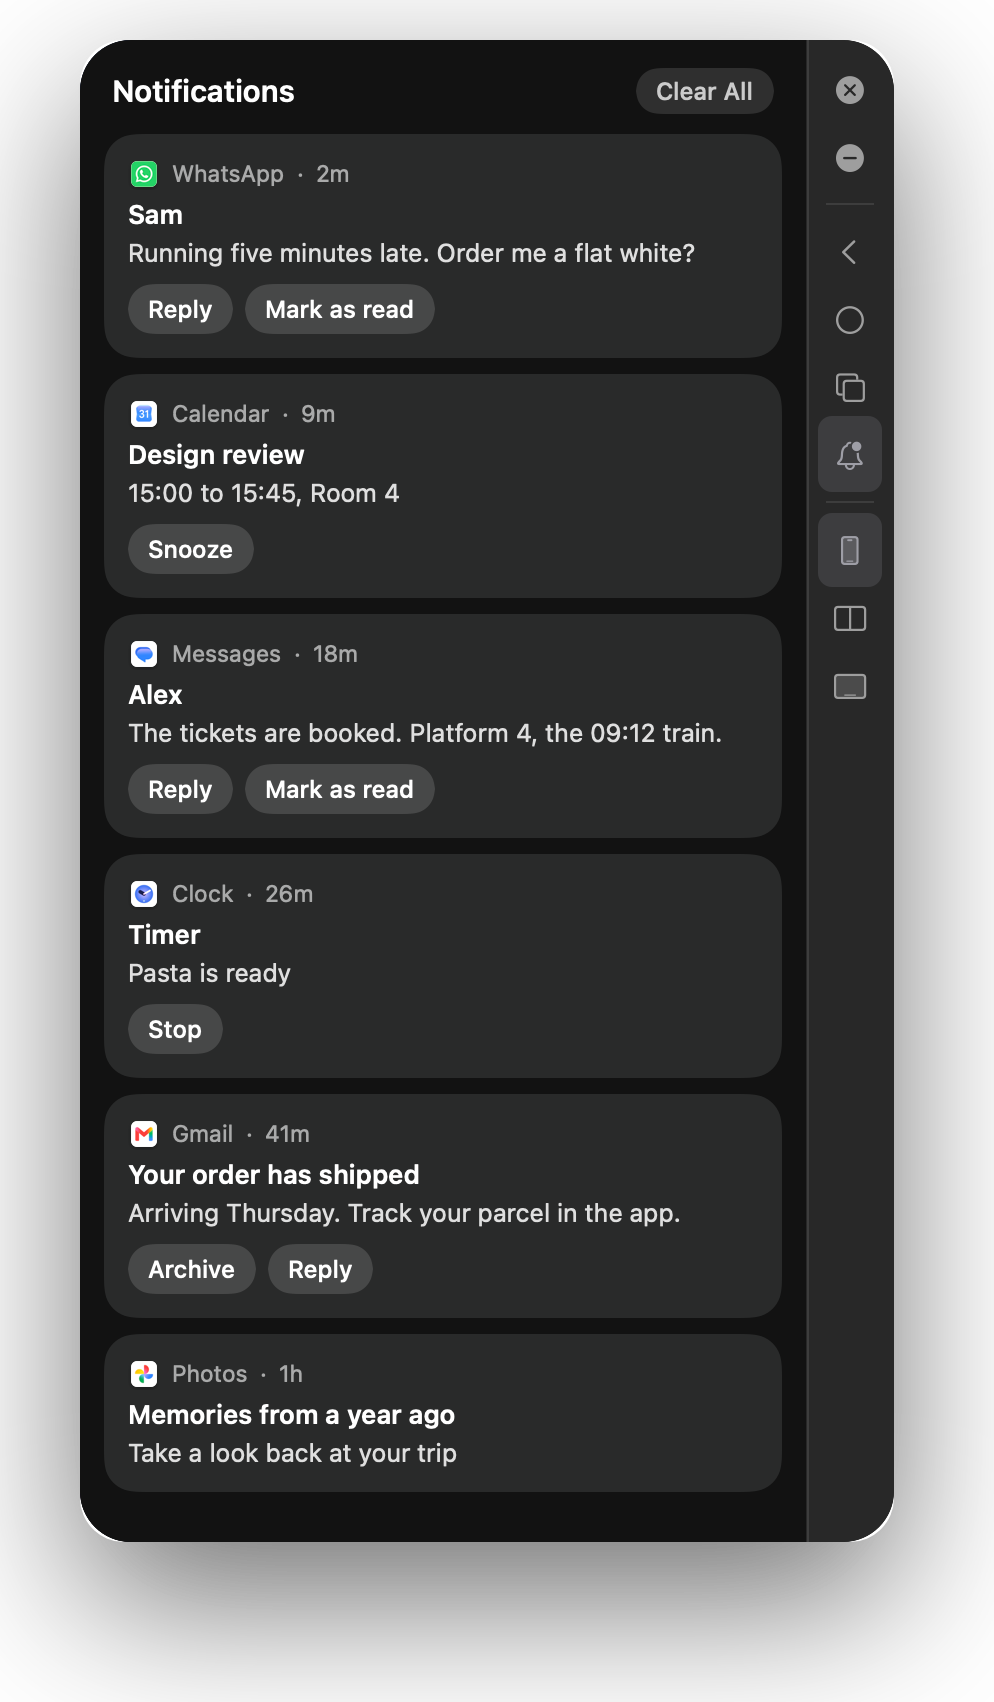 Notifications
Clear All
WhatsApp · 2m
Sam
Running five minutes late. Order me a flat white?
Reply
Mark as read
31
Calendar · 9m
Design review
15:00 to 15:45, Room 4
Snooze
Messages · 18m
Alex
The tickets are booked. Platform 4, the 09:12 train.
Reply
Mark as read
Clock · 26m
Timer
Pasta is ready
Stop
Gmail · 41m
Your order has shipped
Arriving Thursday. Track your parcel in the app.
Archive
Reply
Photos · 1h
Memories from a year ago
Take a look back at your trip